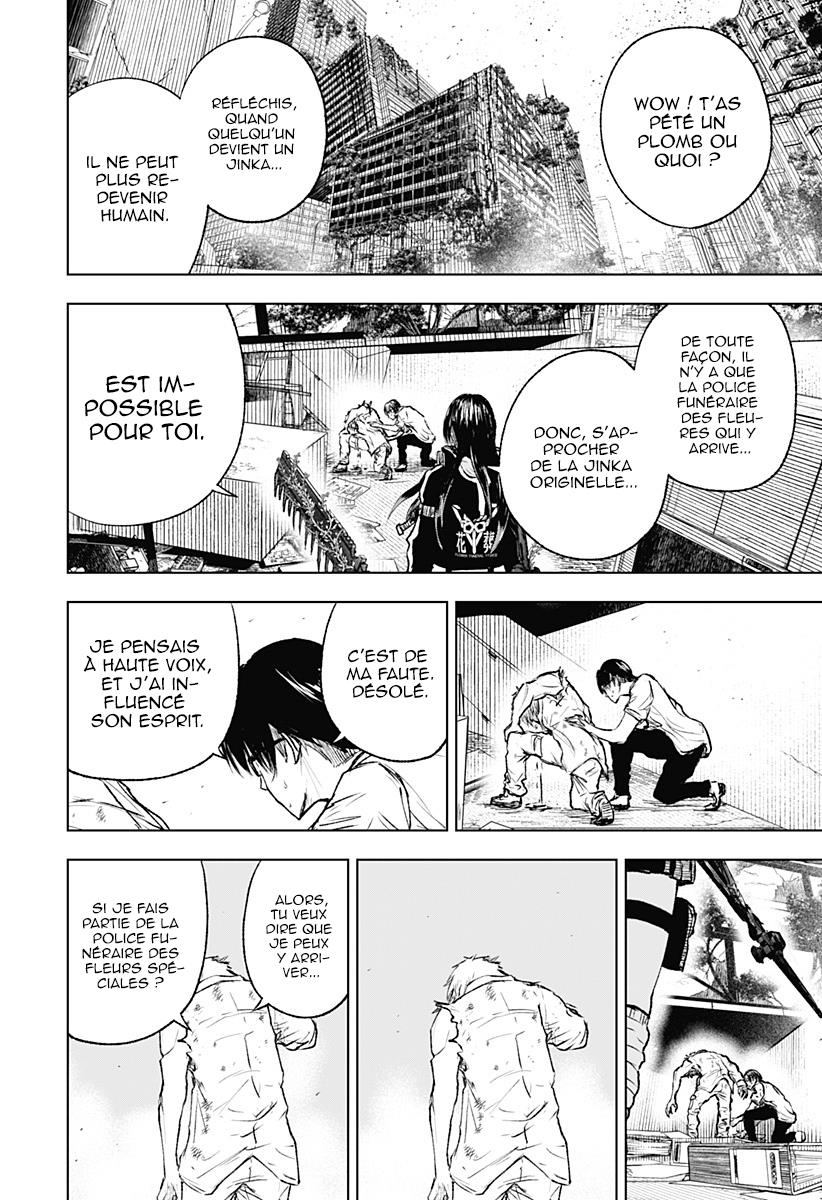 WOW ! T'AS
PÉTÉ UN
PLOMB OU
QUOI ?
RÉFLÉCHIS,
QUAND
QUELQU'UN
DEVIENT UN
JINKA...
IL NE PEUT
PLUS RE-
DEVENIR
HUMAIN.
DE TOUTE
FAÇON, IL
N'Y A QUE
LA POLICE
FUNÉRAIRE
DES FLEU-
RES QUI Y
ARRIVE...
DONC, S'AP-
PROCHER
DE LA JINKA
ORIGINELLE...
EST IM-
POSSIBLE
POUR TOI.
花 葬
C'EST DE
MA FAUTE.
DÉSOLÉ.
JE PENSAIS
À HAUTE VOIX,
ET J'AI IN-
FLUENCÉ
SON ESPRIT.
ALORS,
TU VEUX
DIRE QUE
JE PEUX
Y ARRI-
VER...
SI JE FAIS
PARTIE DE LA
POLICE FU-
NÉRAIRE DES
FLEURS SPÉ-
CIALES ?